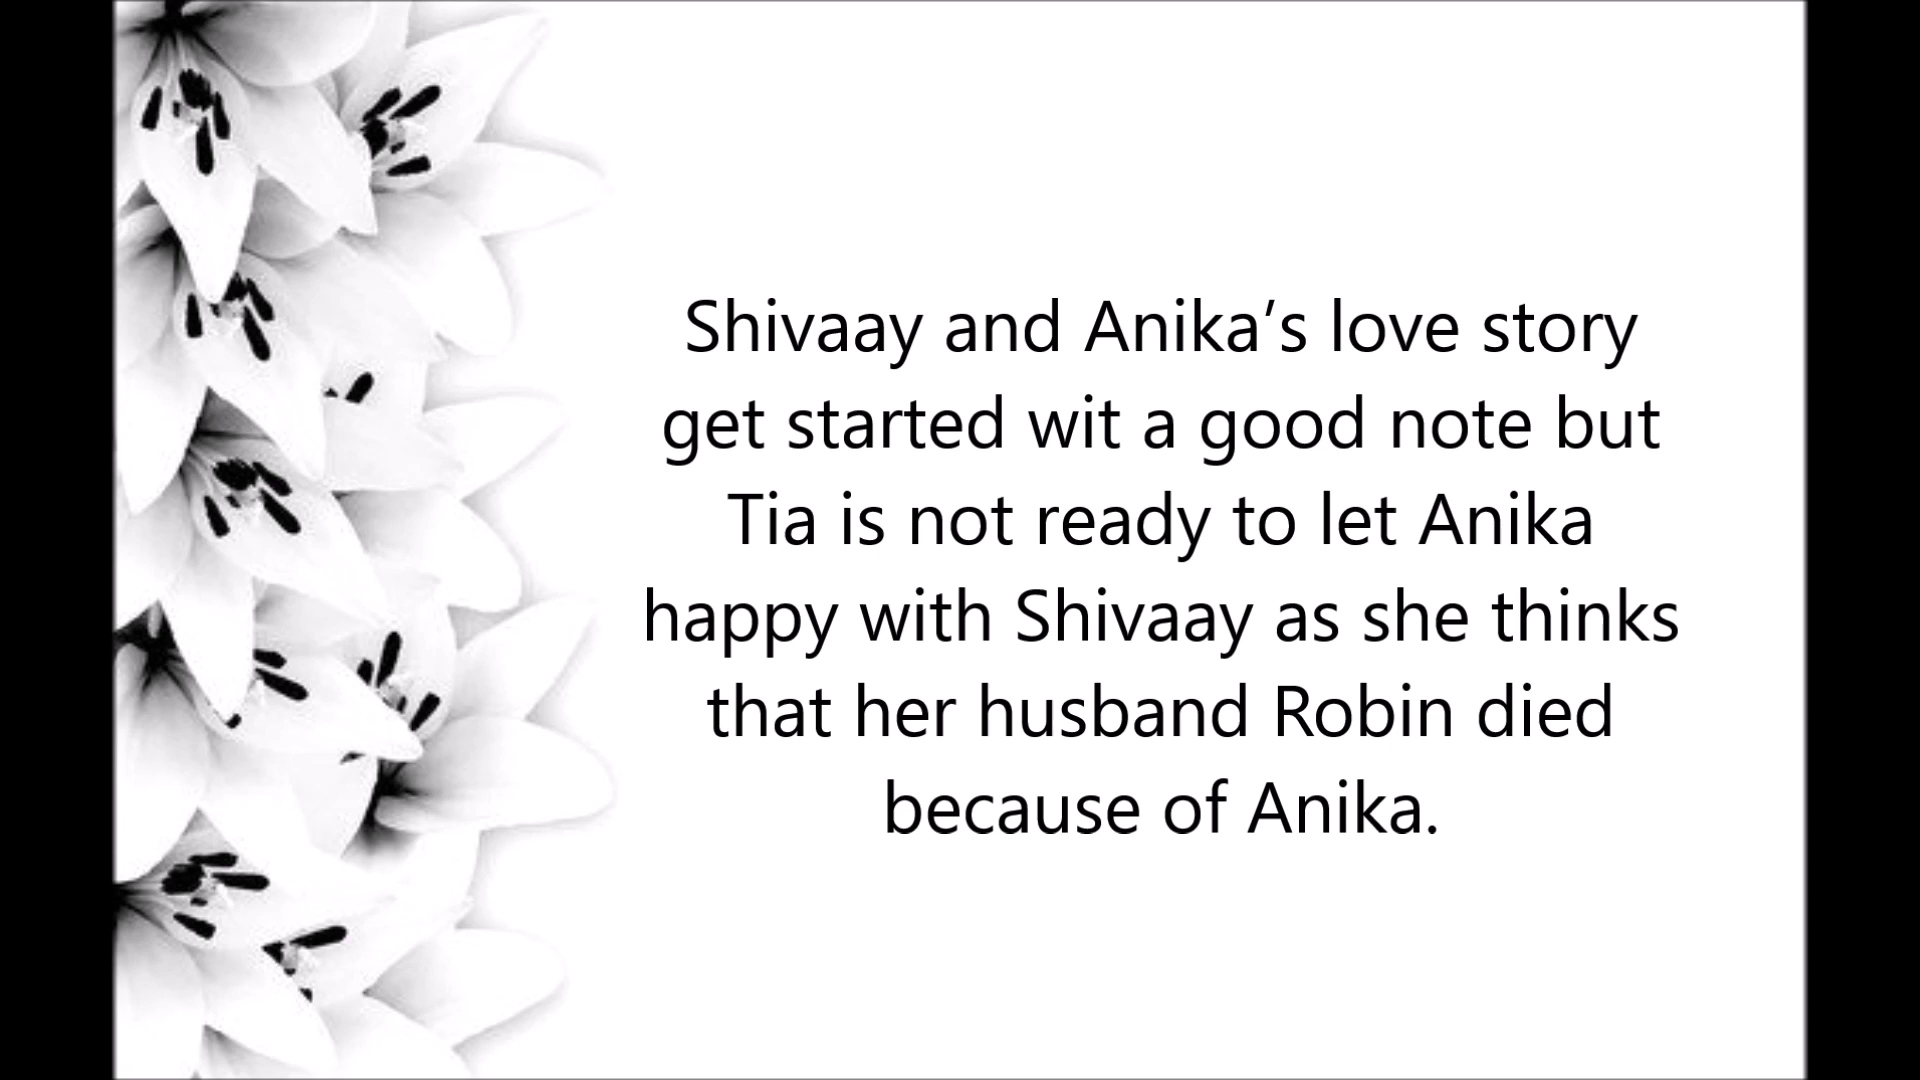 Shivaay and Anika’s love story
get started wit a good note but
Tia is not ready to let Anika
happy with Shivaay as she thinks
that her husband Robin died
because of Anika.